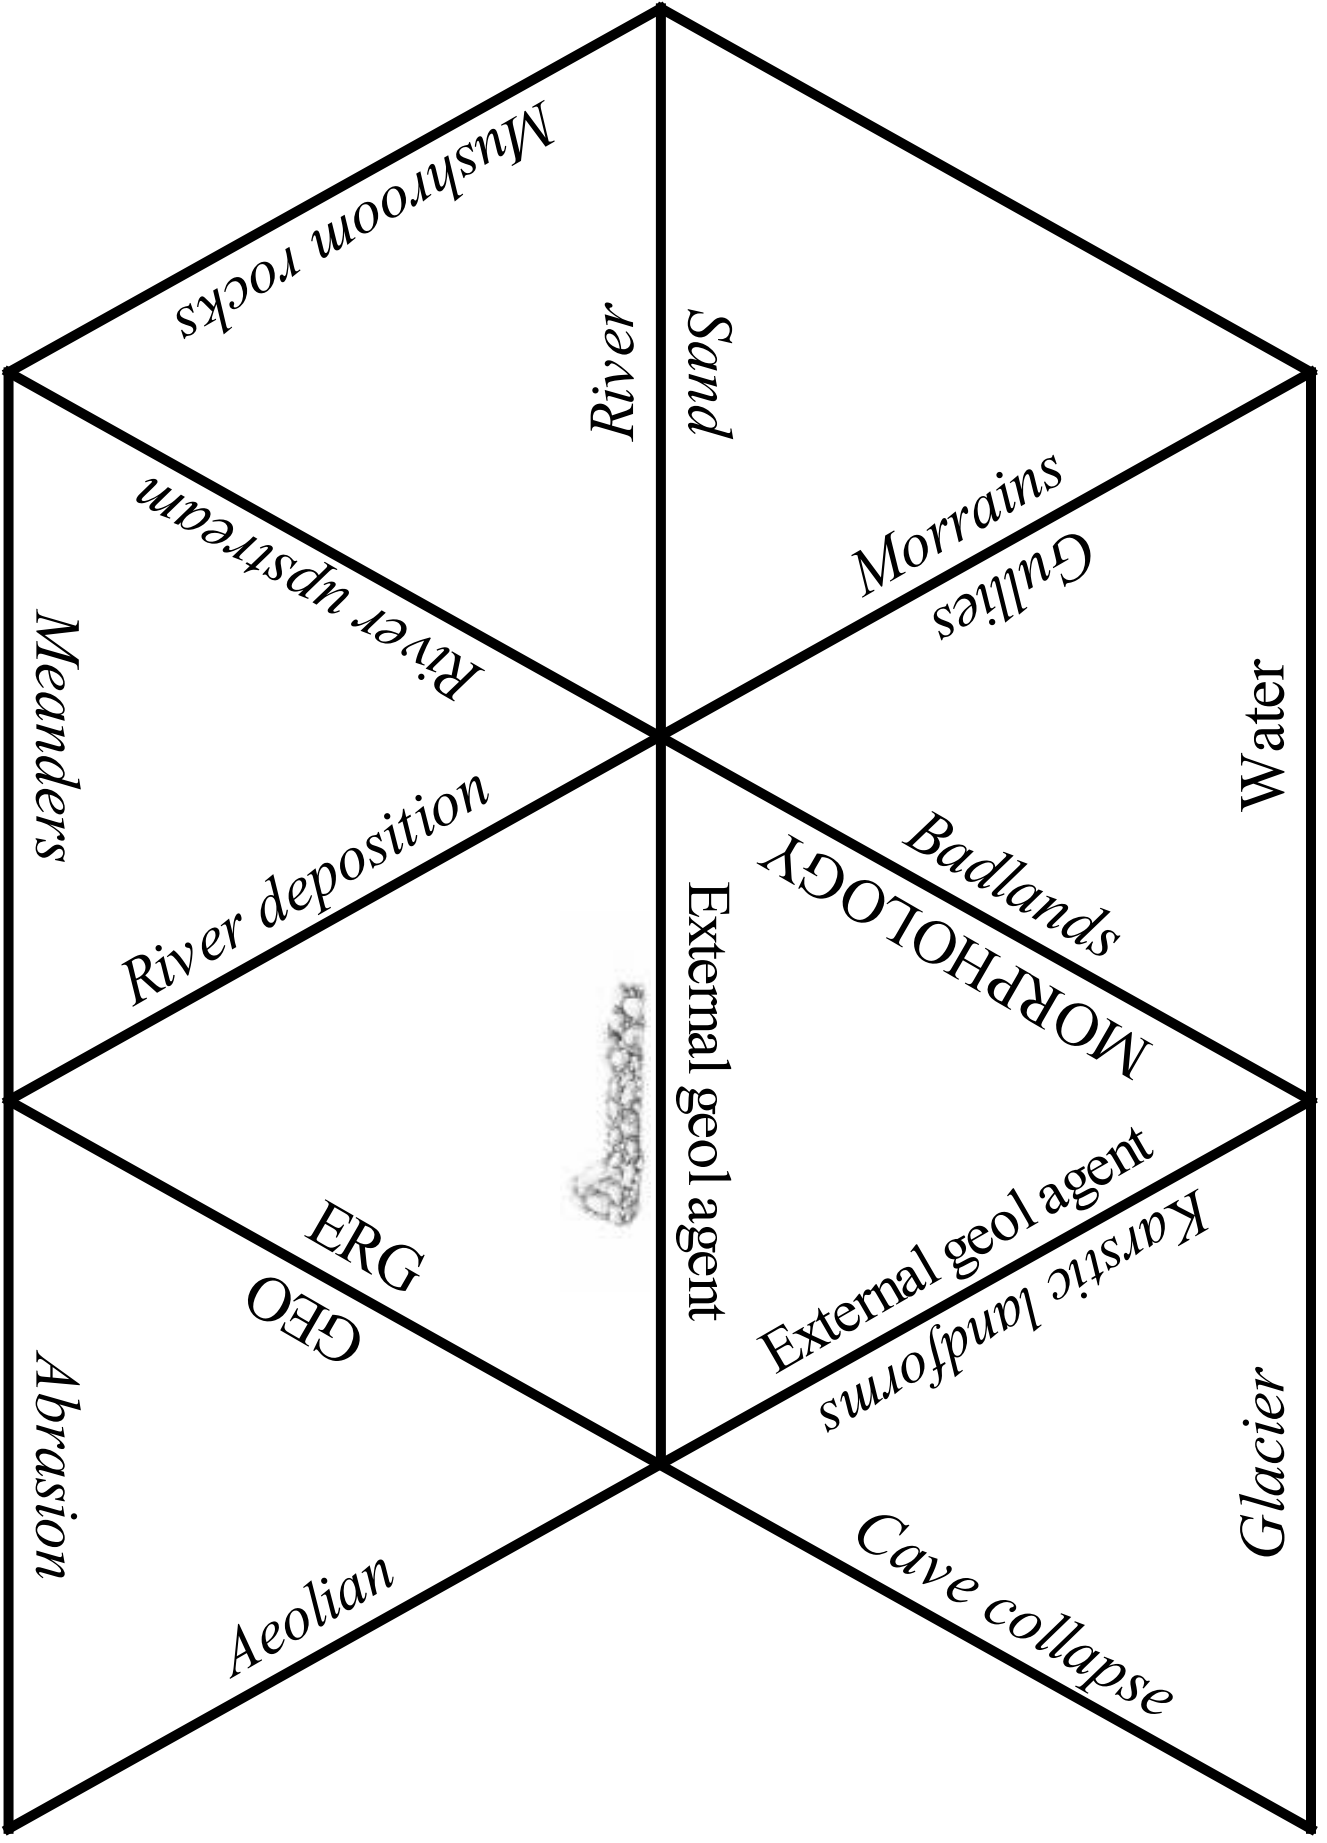 Mushroom rocks
River
Sand
River upstream
Morrains
Gullies
Meanders
Water
River deposition
Badlands
MORPHOLOGY
External geol agent
External geol agent
ERG
GEO
Karstic landforms
Abrasion
Glacier
Aeolian
Cave collapse